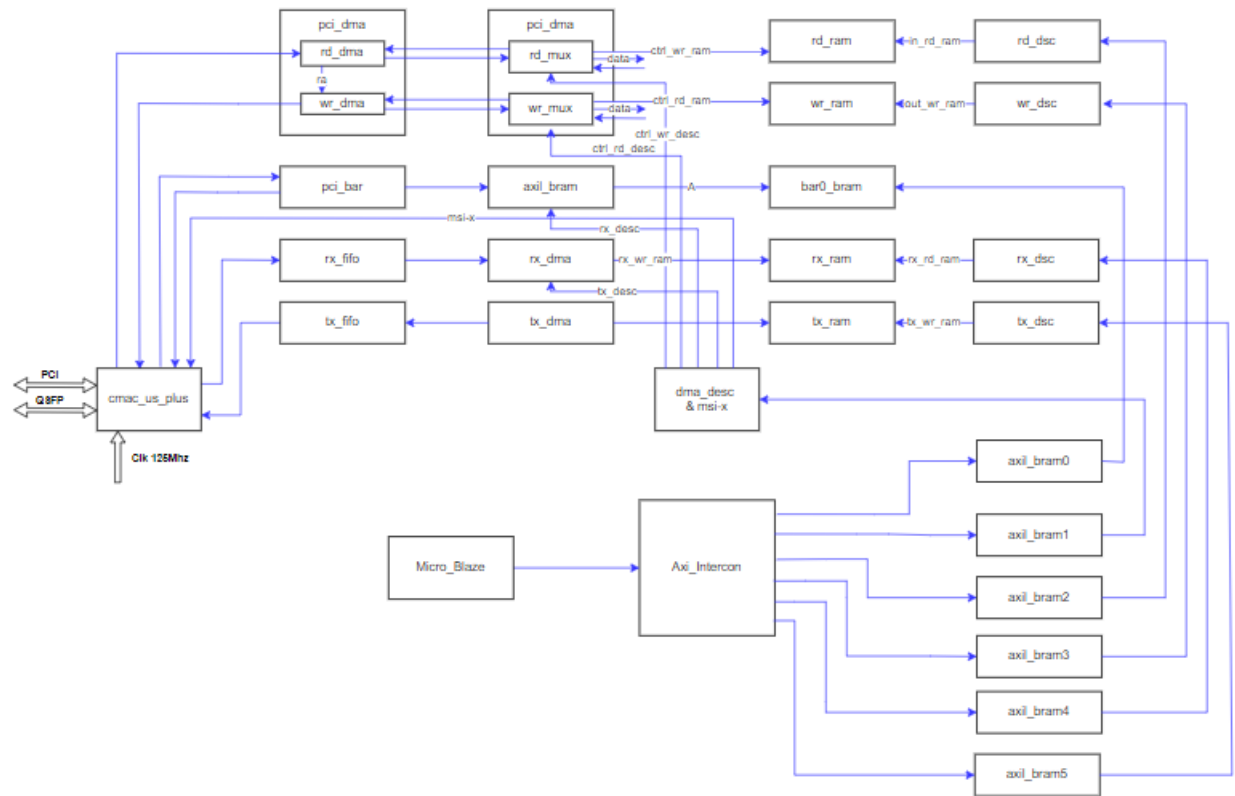 pci_dma
pci_dma
rd_dma
rd_mux
ctrl_wr_ram
data
rd_ram
in_rd_ram
rd_dsc
ra
wr_dma
wr_mux
ctrl_rd_ram
data
wr_ram
out_wr_ram
wr_dsc
ctrl_wr_desc
ctrl_rd_desc
pci_bar
axil_bram
A
bar0_bram
msi-x
rx_desc
rx_fifo
rx_dma
rx_wr_ram
rx_ram
rx_rd_ram
rx_dsc
tx_desc
tx_fifo
tx_dma
tx_ram
tx_wr_ram
tx_dsc
PCI
QSFP
cmac_us_plus
dma_desc
& msi-x
Clk 125Mhz
axil_bram0
axil_bram1
Micro_Blaze
Axi_Intercon
axil_bram2
axil_bram3
axil_bram4
axil_bram5